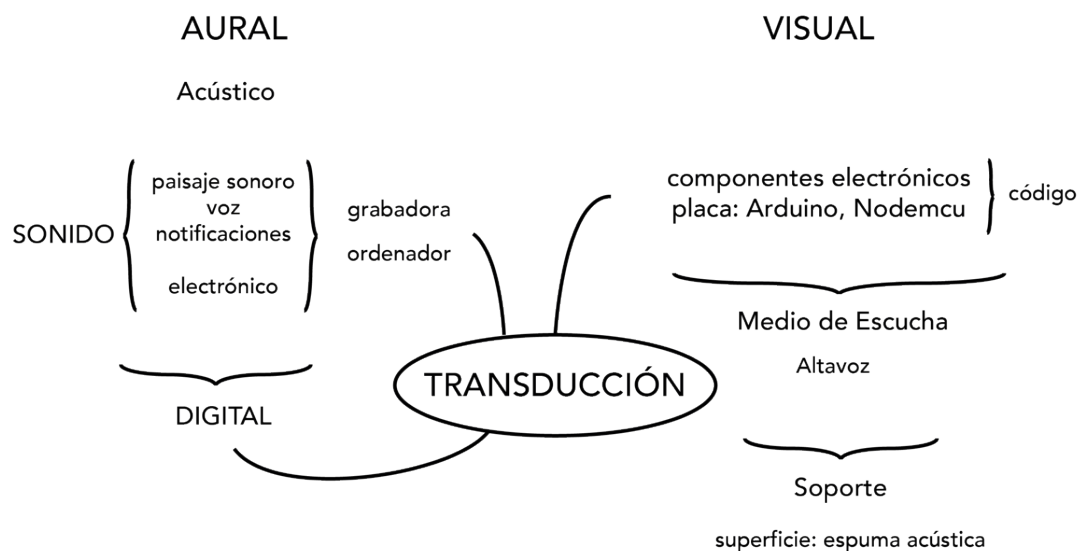 AURAL
Acústico
SONIDO
paisaje sonoro
voz
notificaciones
electrónico
grabadora
ordenador
DIGITAL
TRANSDUCCIÓN
VISUAL
componentes electrónicos
placa: Arduino, Nodemcu
código
Medio de Escucha
Altavoz
Soporte
superficie: espuma acústica